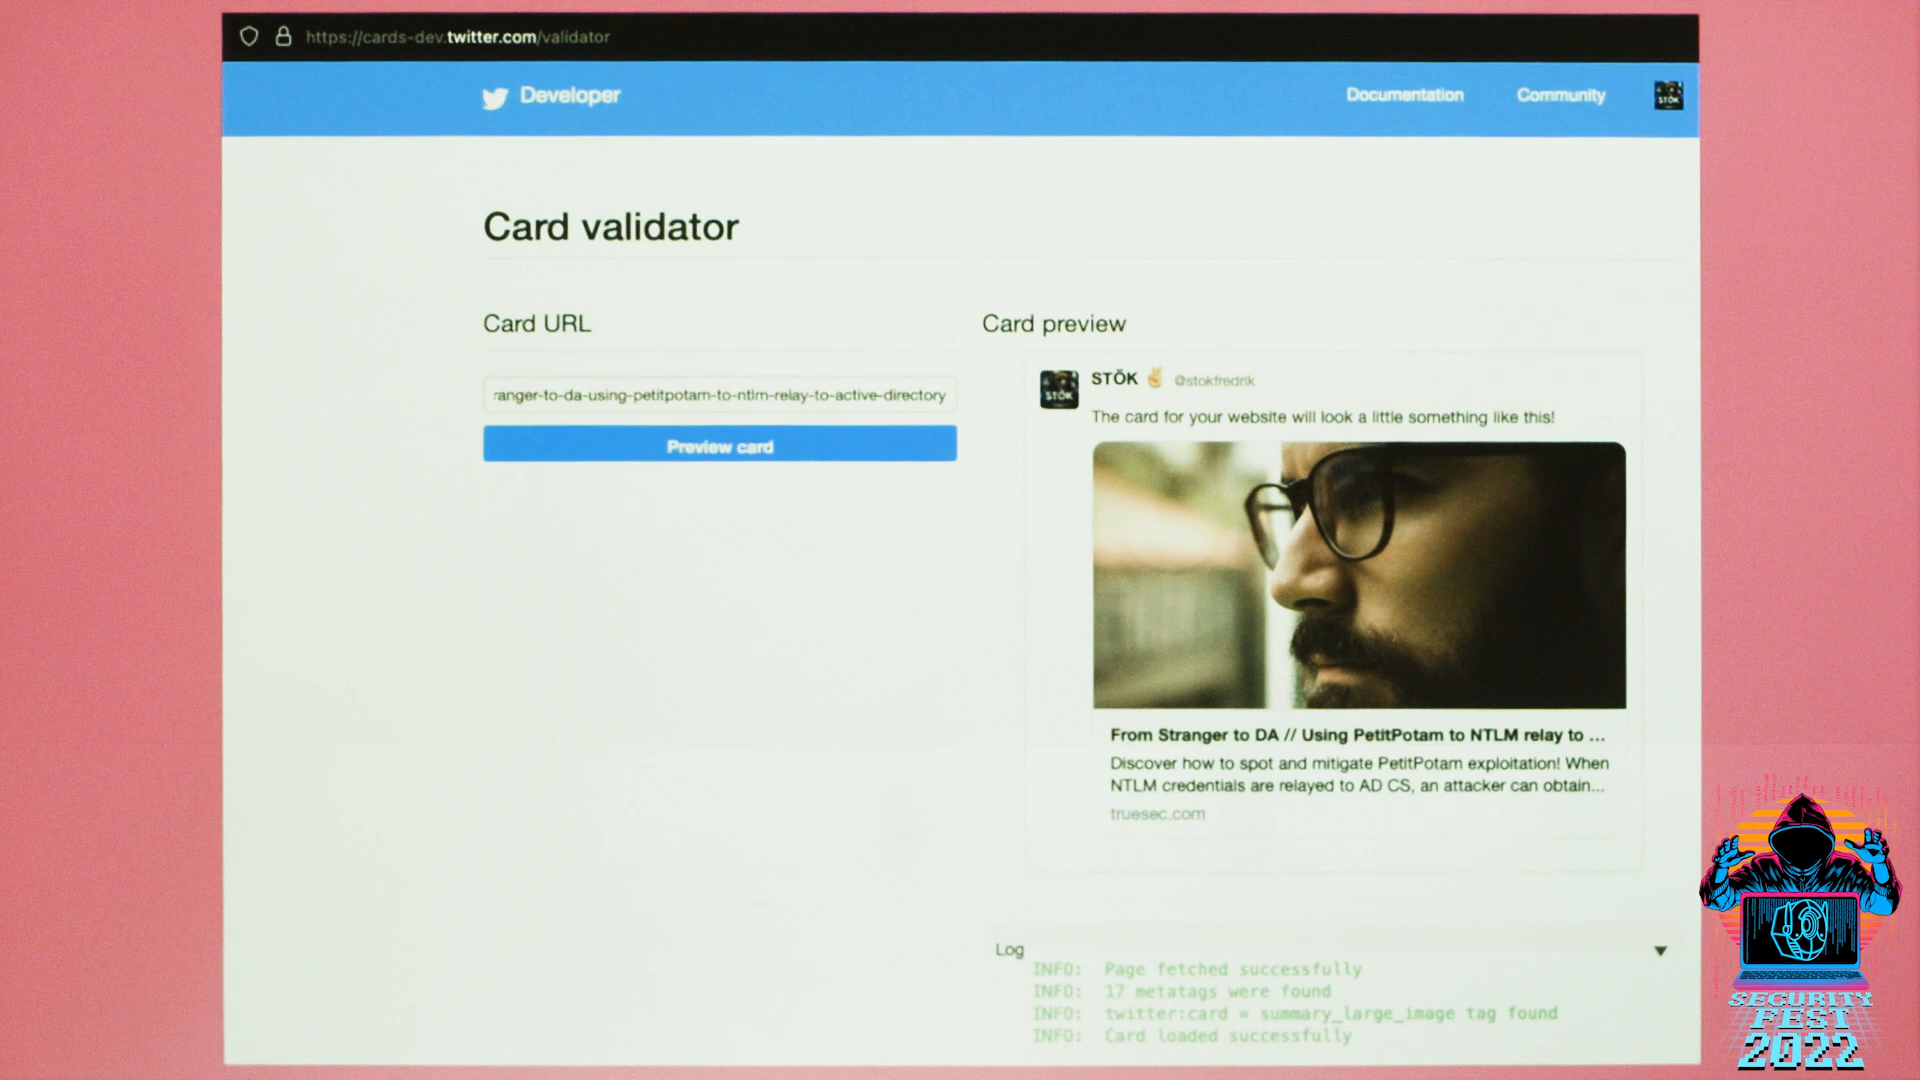 https://cards-dev.twitter.com/validator
Developer
Documentation
Community
STÖK
Card validator
Card URL
ranger-to-da-using-petitpotam-to-ntlm-relay-to-active-directory
Preview card
Card preview
STÖK
STÖK ✌ @stokfredrik
The card for your website will look a little something like this!
From Stranger to DA // Using PetitPotam to NTLM relay to ...
Discover how to spot and mitigate PetitPotam exploitation! When
NTLM credentials are relayed to AD CS, an attacker can obtain...
truesec.com
Log
INFO: Page fetched successfully
INFO: 17 metatags were found
INFO: twitter:card = summary_large_image tag found
INFO: Card loaded successfully
SECURITY
FEST
2022